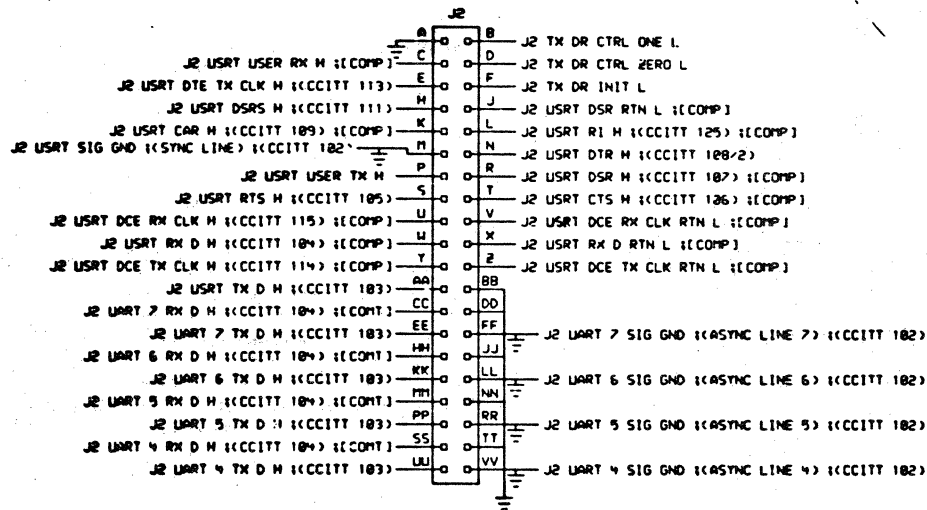 J2
A B J2 TX DR CTRL ONE L
J2 USRT USER RX H ;[COMP] C D J2 TX DR CTRL ZERO L
J2 USRT DTE TX CLK H ;(CCITT 113) E F J2 TX DR INIT L
J2 USRT DSRS H ;(CCITT 111) H J J2 USRT DSR RTN L ;[COMP]
J2 USRT CAR H ;(CCITT 109) ;[COMP] K L J2 USRT RI H ;(CCITT 125) ;[COMP]
J2 USRT SIG GND ;(SYNC LINE) ;(CCITT 102 M N J2 USRT DTR H ;(CCITT 108/2)
J2 USRT USER TX H P R J2 USRT DSR H ;(CCITT 107) ;[COMP]
J2 USRT RTS H ;(CCITT 105) S T J2 USRT CTS H ;(CCITT 106) ;[COMP]
J2 USRT DCE RX CLK H ;(CCITT 115) ;[COMP] U V J2 USRT DCE RX CLK RTN L ;[COMP]
J2 USRT RX D H ;(CCITT 104) ;[COMP] W X J2 USRT RX D RTN L ;[COMP]
J2 USRT DCE TX CLK H ;(CCITT 114) ;[COMP] Y Z J2 USRT DCE TX CLK RTN L ;[COMP]
J2 USRT TX D H ;(CCITT 103) AA BB
J2 UART 7 RX D H ;(CCITT 104) ;[COMT] CC DD
J2 UART 7 TX D H ;(CCITT 103) EE FF J2 UART 7 SIG GND ;(ASYNC LINE 7) ;(CCITT 102)
J2 UART 6 RX D H ;(CCITT 104) ;[COMT] HH JJ
J2 UART 6 TX D H ;(CCITT 103) KK LL J2 UART 6 SIG GND ;(ASYNC LINE 6) ;(CCITT 102)
J2 UART 5 RX D H ;(CCITT 104) ;[COMT] MM NN
J2 UART 5 TX D H ;(CCITT 103) PP RR J2 UART 5 SIG GND ;(ASYNC LINE 5) ;(CCITT 102)
J2 UART 4 RX D H ;(CCITT 104) ;[COMT] SS TT
J2 UART 4 TX D H ;(CCITT 103) UU VV J2 UART 4 SIG GND ;(ASYNC LINE 4) ;(CCITT 102)